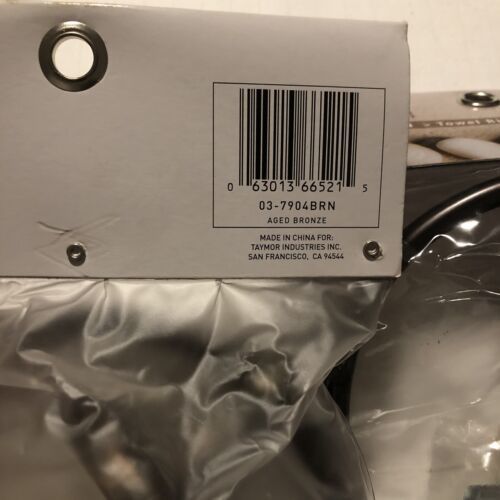 Towel
0 63013 66521 5
03-7904BRN
AGED BRONZE
MADE IN CHINA FOR:
TAYMOR INDUSTRIES INC.
SAN FRANCISCO, CA 94544